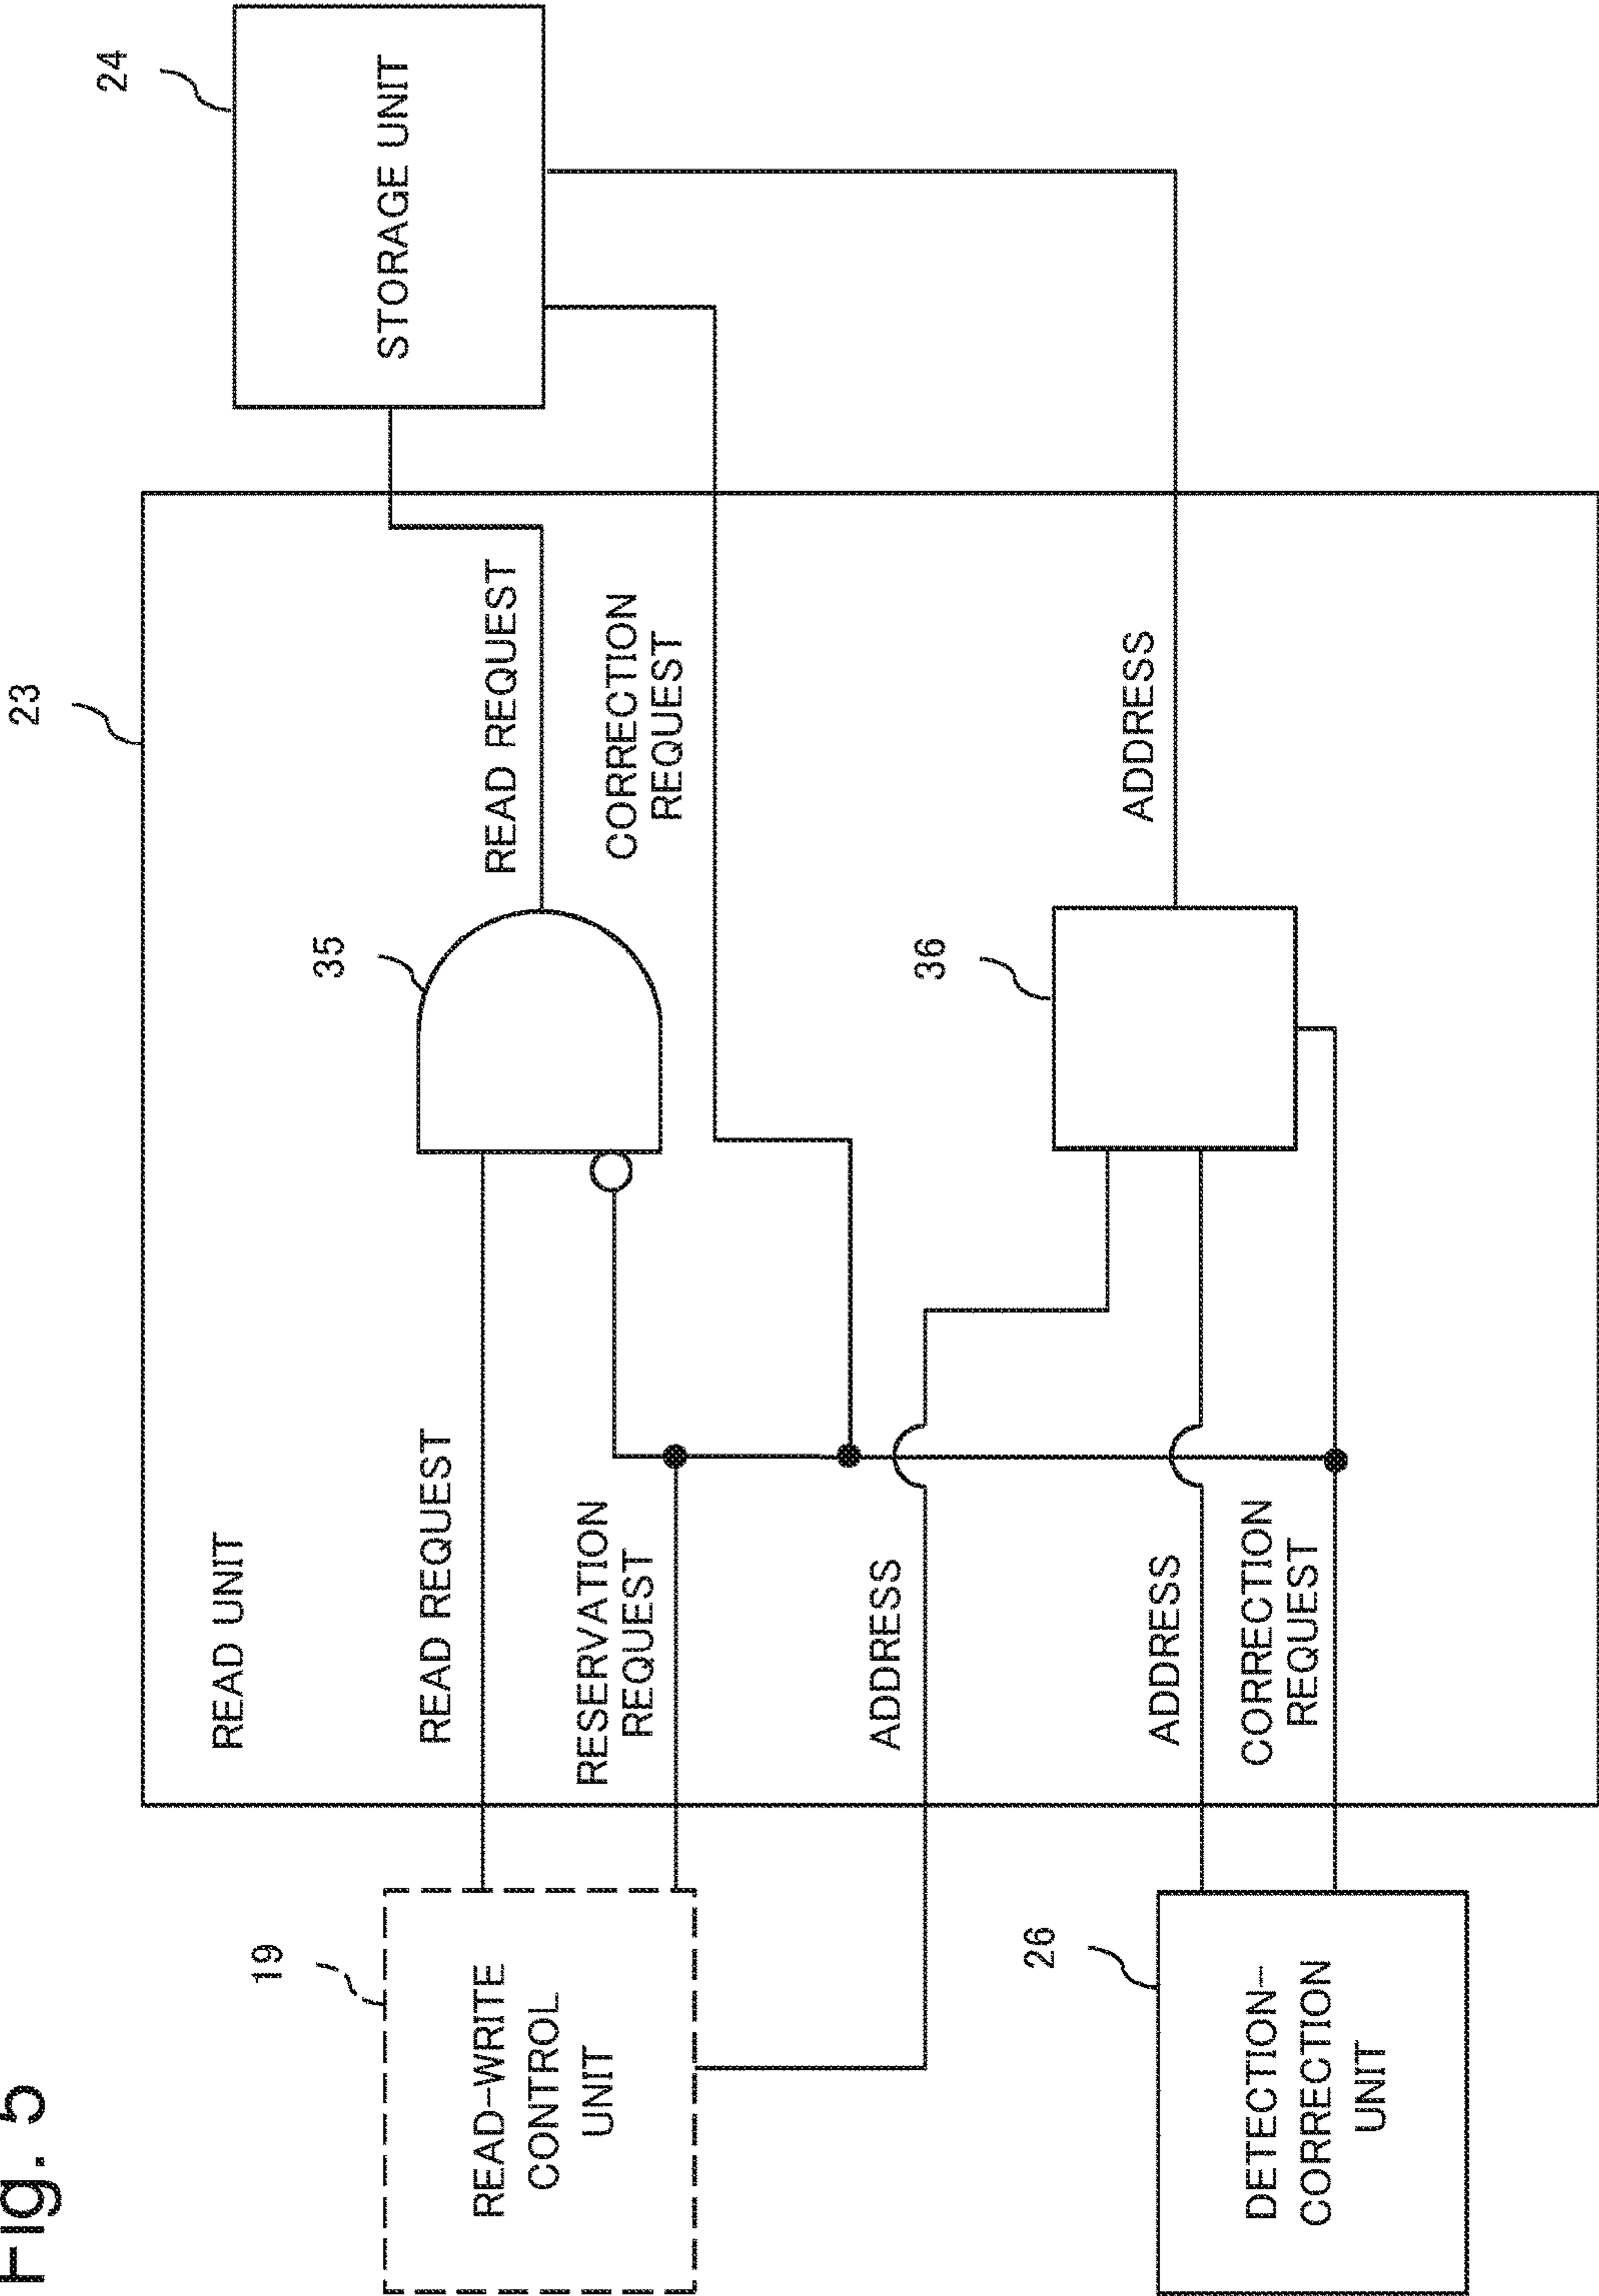 Fig. 5
23
24
READ UNIT
19
READ-WRITE
CONTROL
UNIT
READ REQUEST
35
READ REQUEST
STORAGE UNIT
RESERVATION
REQUEST
CORRECTION
REQUEST
ADDRESS
36
26
DETECTION-
CORRECTION
UNIT
ADDRESS
ADDRESS
CORRECTION
REQUEST